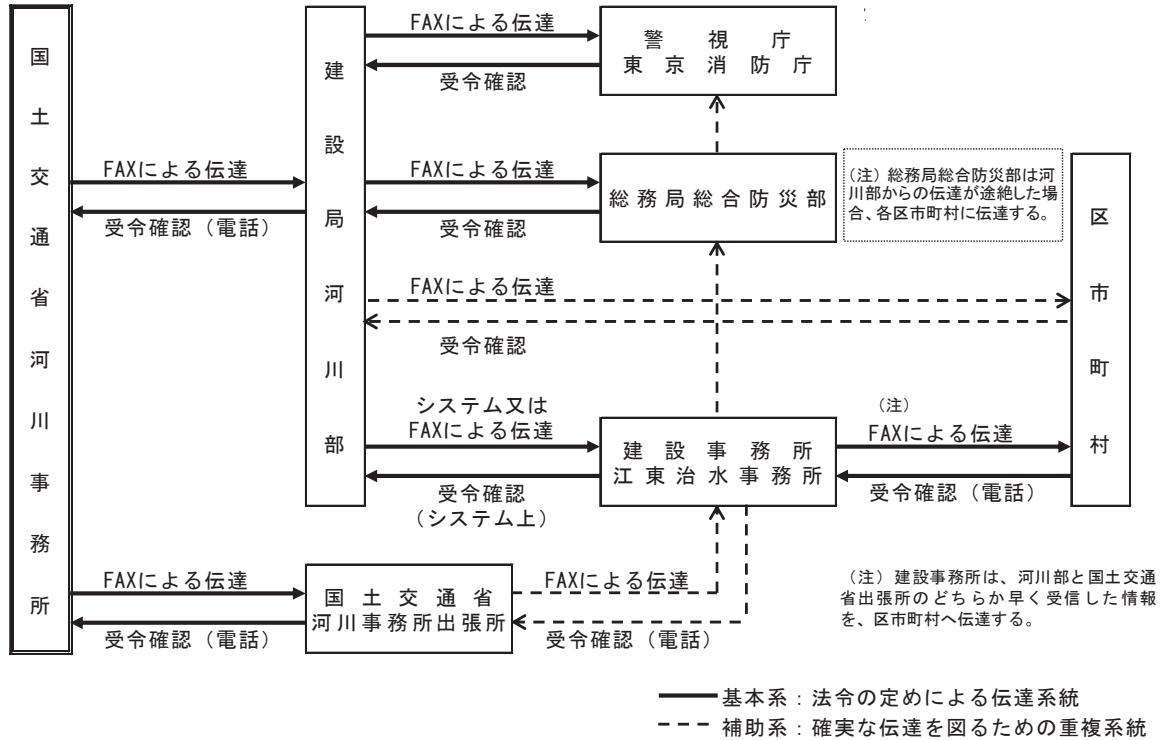 国土交通省河川事務所
建設局河川部
FAXによる伝達
受令確認
警視庁
東京消防庁
FAXによる伝達
受令確認(電話)
FAXによる伝達
受令確認
総務局総合防災部
(注)総務局総合防災部は河
川部からの伝達が途絶した場
合、各区市町村に伝達する。
区市町村
FAXによる伝達
受令確認
システム又は
FAXによる伝達
受令確認
(システム上)
建設事務所
江東治水事務所
(注)
FAXによる伝達
受令確認(電話)
FAXによる伝達
受令確認(電話)
国土交通省
河川事務所出張所
FAXによる伝達
受令確認(電話)
(注)建設事務所は、河川部と国土交通
省出張所のどちらか早く受信した情報
を、区市町村へ伝達する。
基本系:法令の定めによる伝達系統
補助系:確実な伝達を図るための重複系統